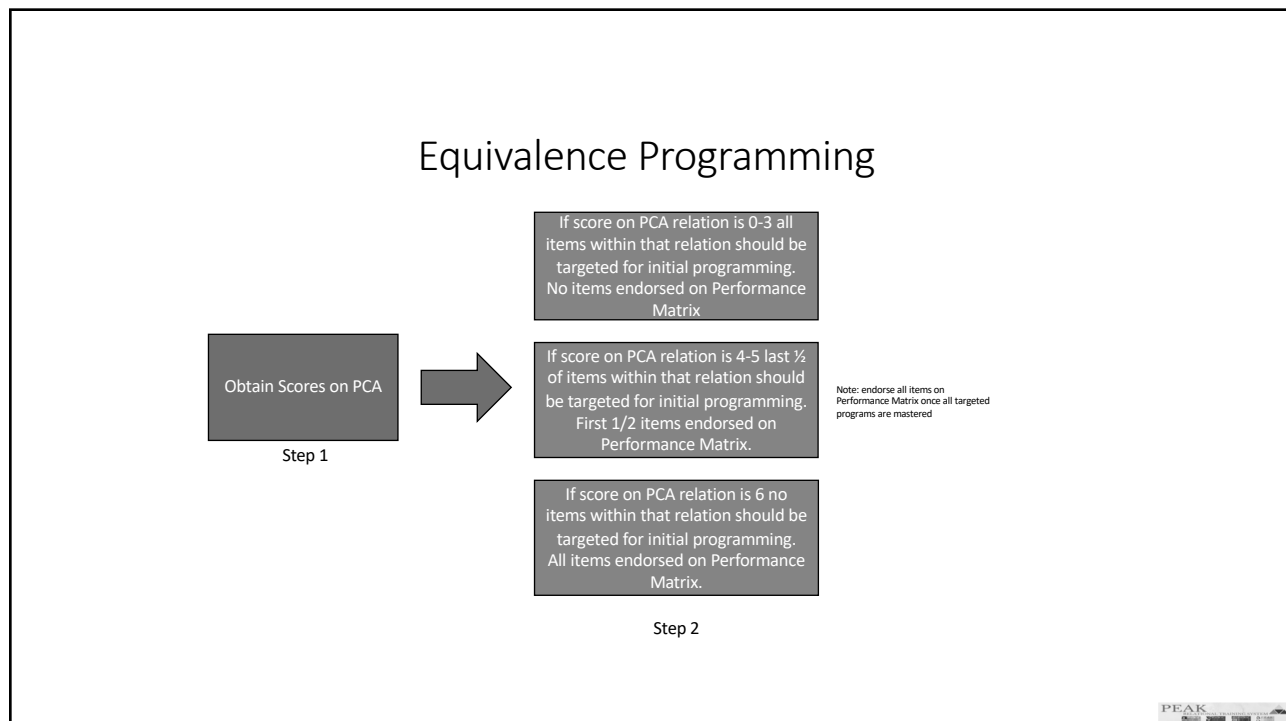 Equivalence Programming
Obtain Scores on PCA
Step 1
If score on PCA relation is 0-3 all
items within that relation should be
targeted for initial programming.
No items endorsed on Performance
Matrix
If score on PCA relation is 4-5 last ½
of items within that relation should
be targeted for initial programming.
First 1/2 items endorsed on
Performance Matrix.
If score on PCA relation is 6 no
items within that relation should be
targeted for initial programming.
All items endorsed on Performance
Matrix.
Step 2
Note: endorse all items on
Performance Matrix once all targeted
programs are mastered
PEAK
RELATIONAL TRAINING SYSTEM